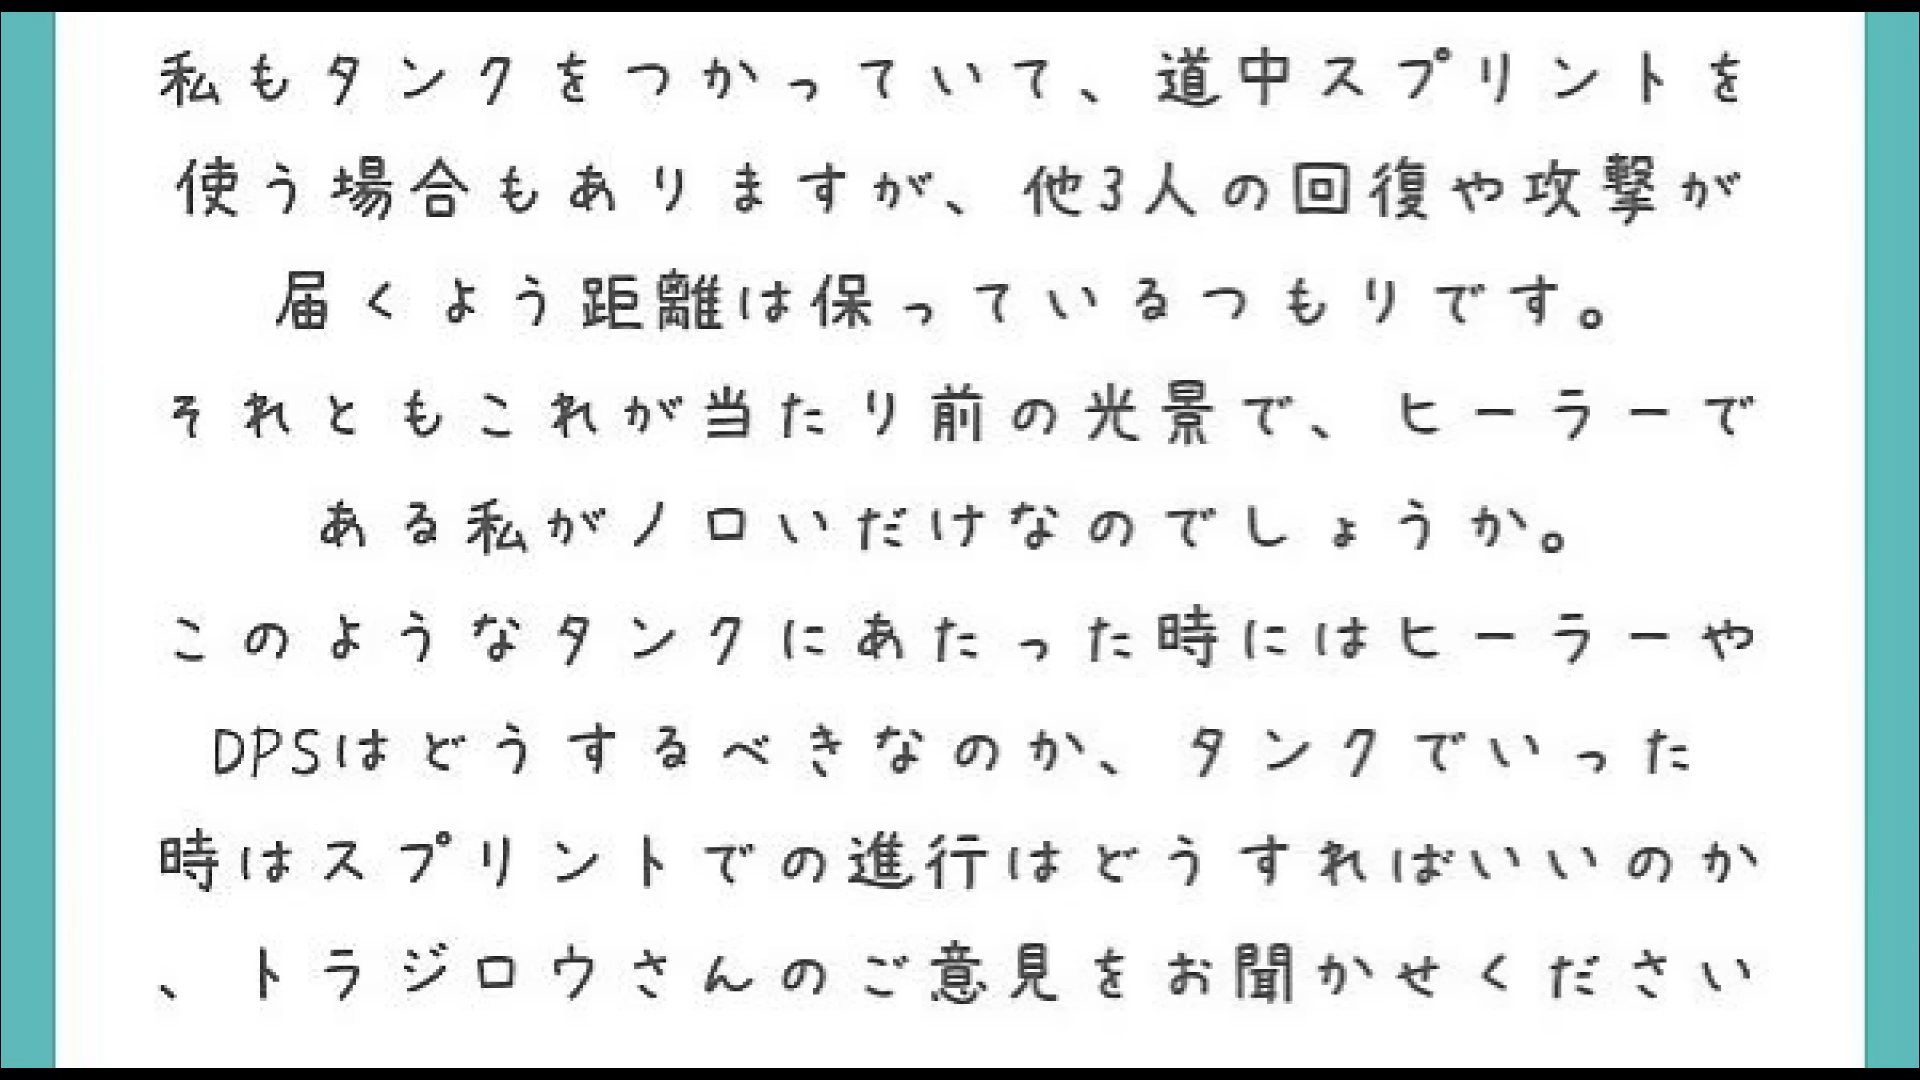 私もタンクをつかっていて、道中スプリントを
使う場合もありますが、他3人の回復や攻撃が
届くよう距離は保っているつもりです。
それともこれが当たり前の光景で、ヒーラーで
ある私がノロいだけなのでしょうか。
このようなタンクにあたった時にはヒーラーや
DPSはどうするべきなのか、タンクでいった
時はスプリントでの進行はどうすればいいのか
、トラジロウさんのご意見をお聞かせください